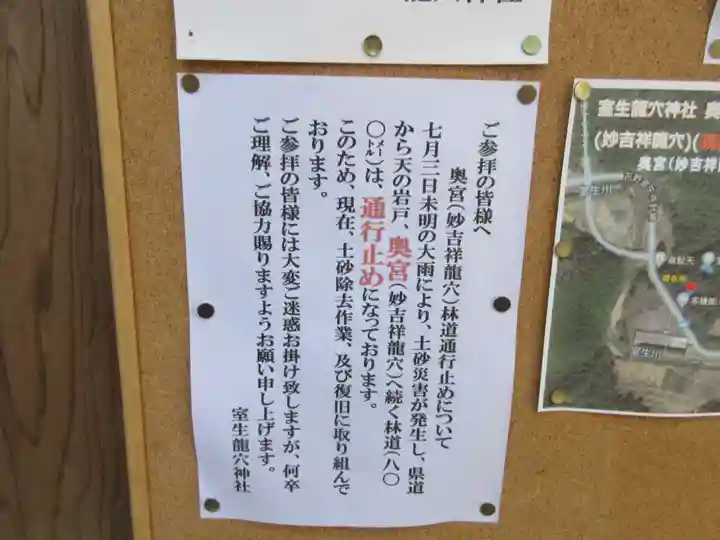 ご参拝の皆様へ
奥宮(妙吉祥龍穴)林道通行止めについて
七月三日未明の大雨により、土砂災害が発生し、県道
から天の岩戸、奥宮(妙吉祥龍穴)へ続く林道(八〇
〇㍍)は、通行止めになっております。
このため、現在、土砂除去作業、及び復旧に取り組んで
おります。
ご参拝の皆様には大変ご迷惑お掛け致しますが、何卒
ご理解、ご協力賜りますようお願い申し上げます。
室生龍穴神社
室生龍穴神社 奥
(妙吉祥龍穴)(
奥宮(妙吉祥龍
室生川
室生川